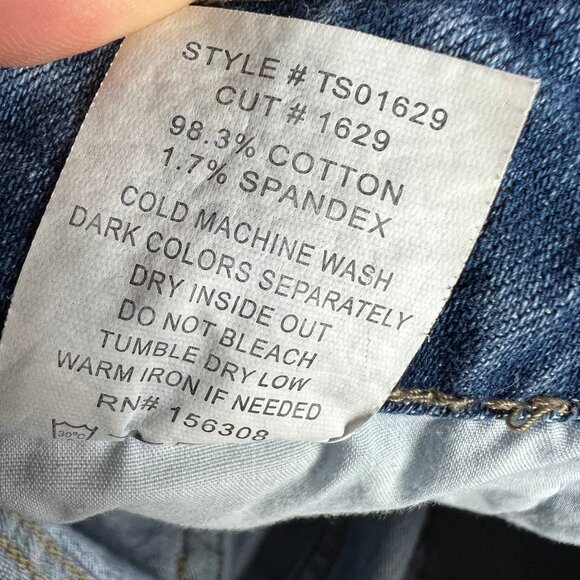 STYLE # TS01629
CUT # 1629
98.3% COTTON
1.7% SPANDEX
COLD MACHINE WASH
DARK COLORS SEPARATELY
DRY INSIDE OUT
DO NOT BLEACH
TUMBLE DRY LOW
WARM IRON IF NEEDED
RN# 156308
30°C